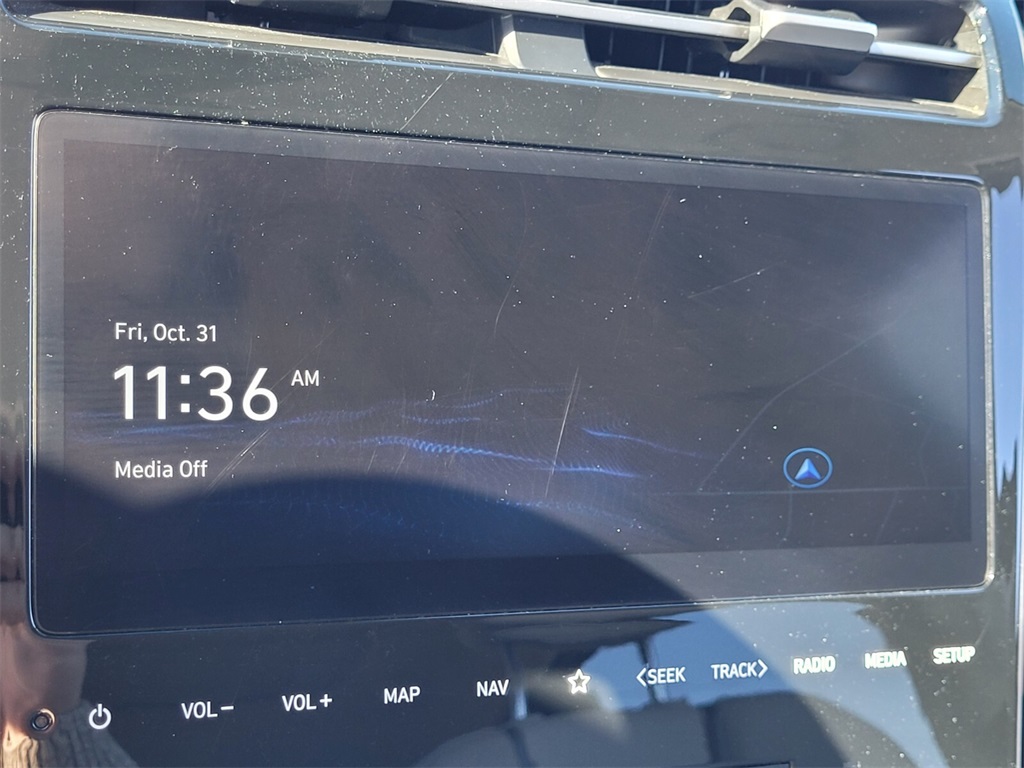 Fri, Oct. 31
11:36 AM
Media Off
VOL− VOL+ MAP NAV <SEEK TRACK> RADIO MEDIA SETUP